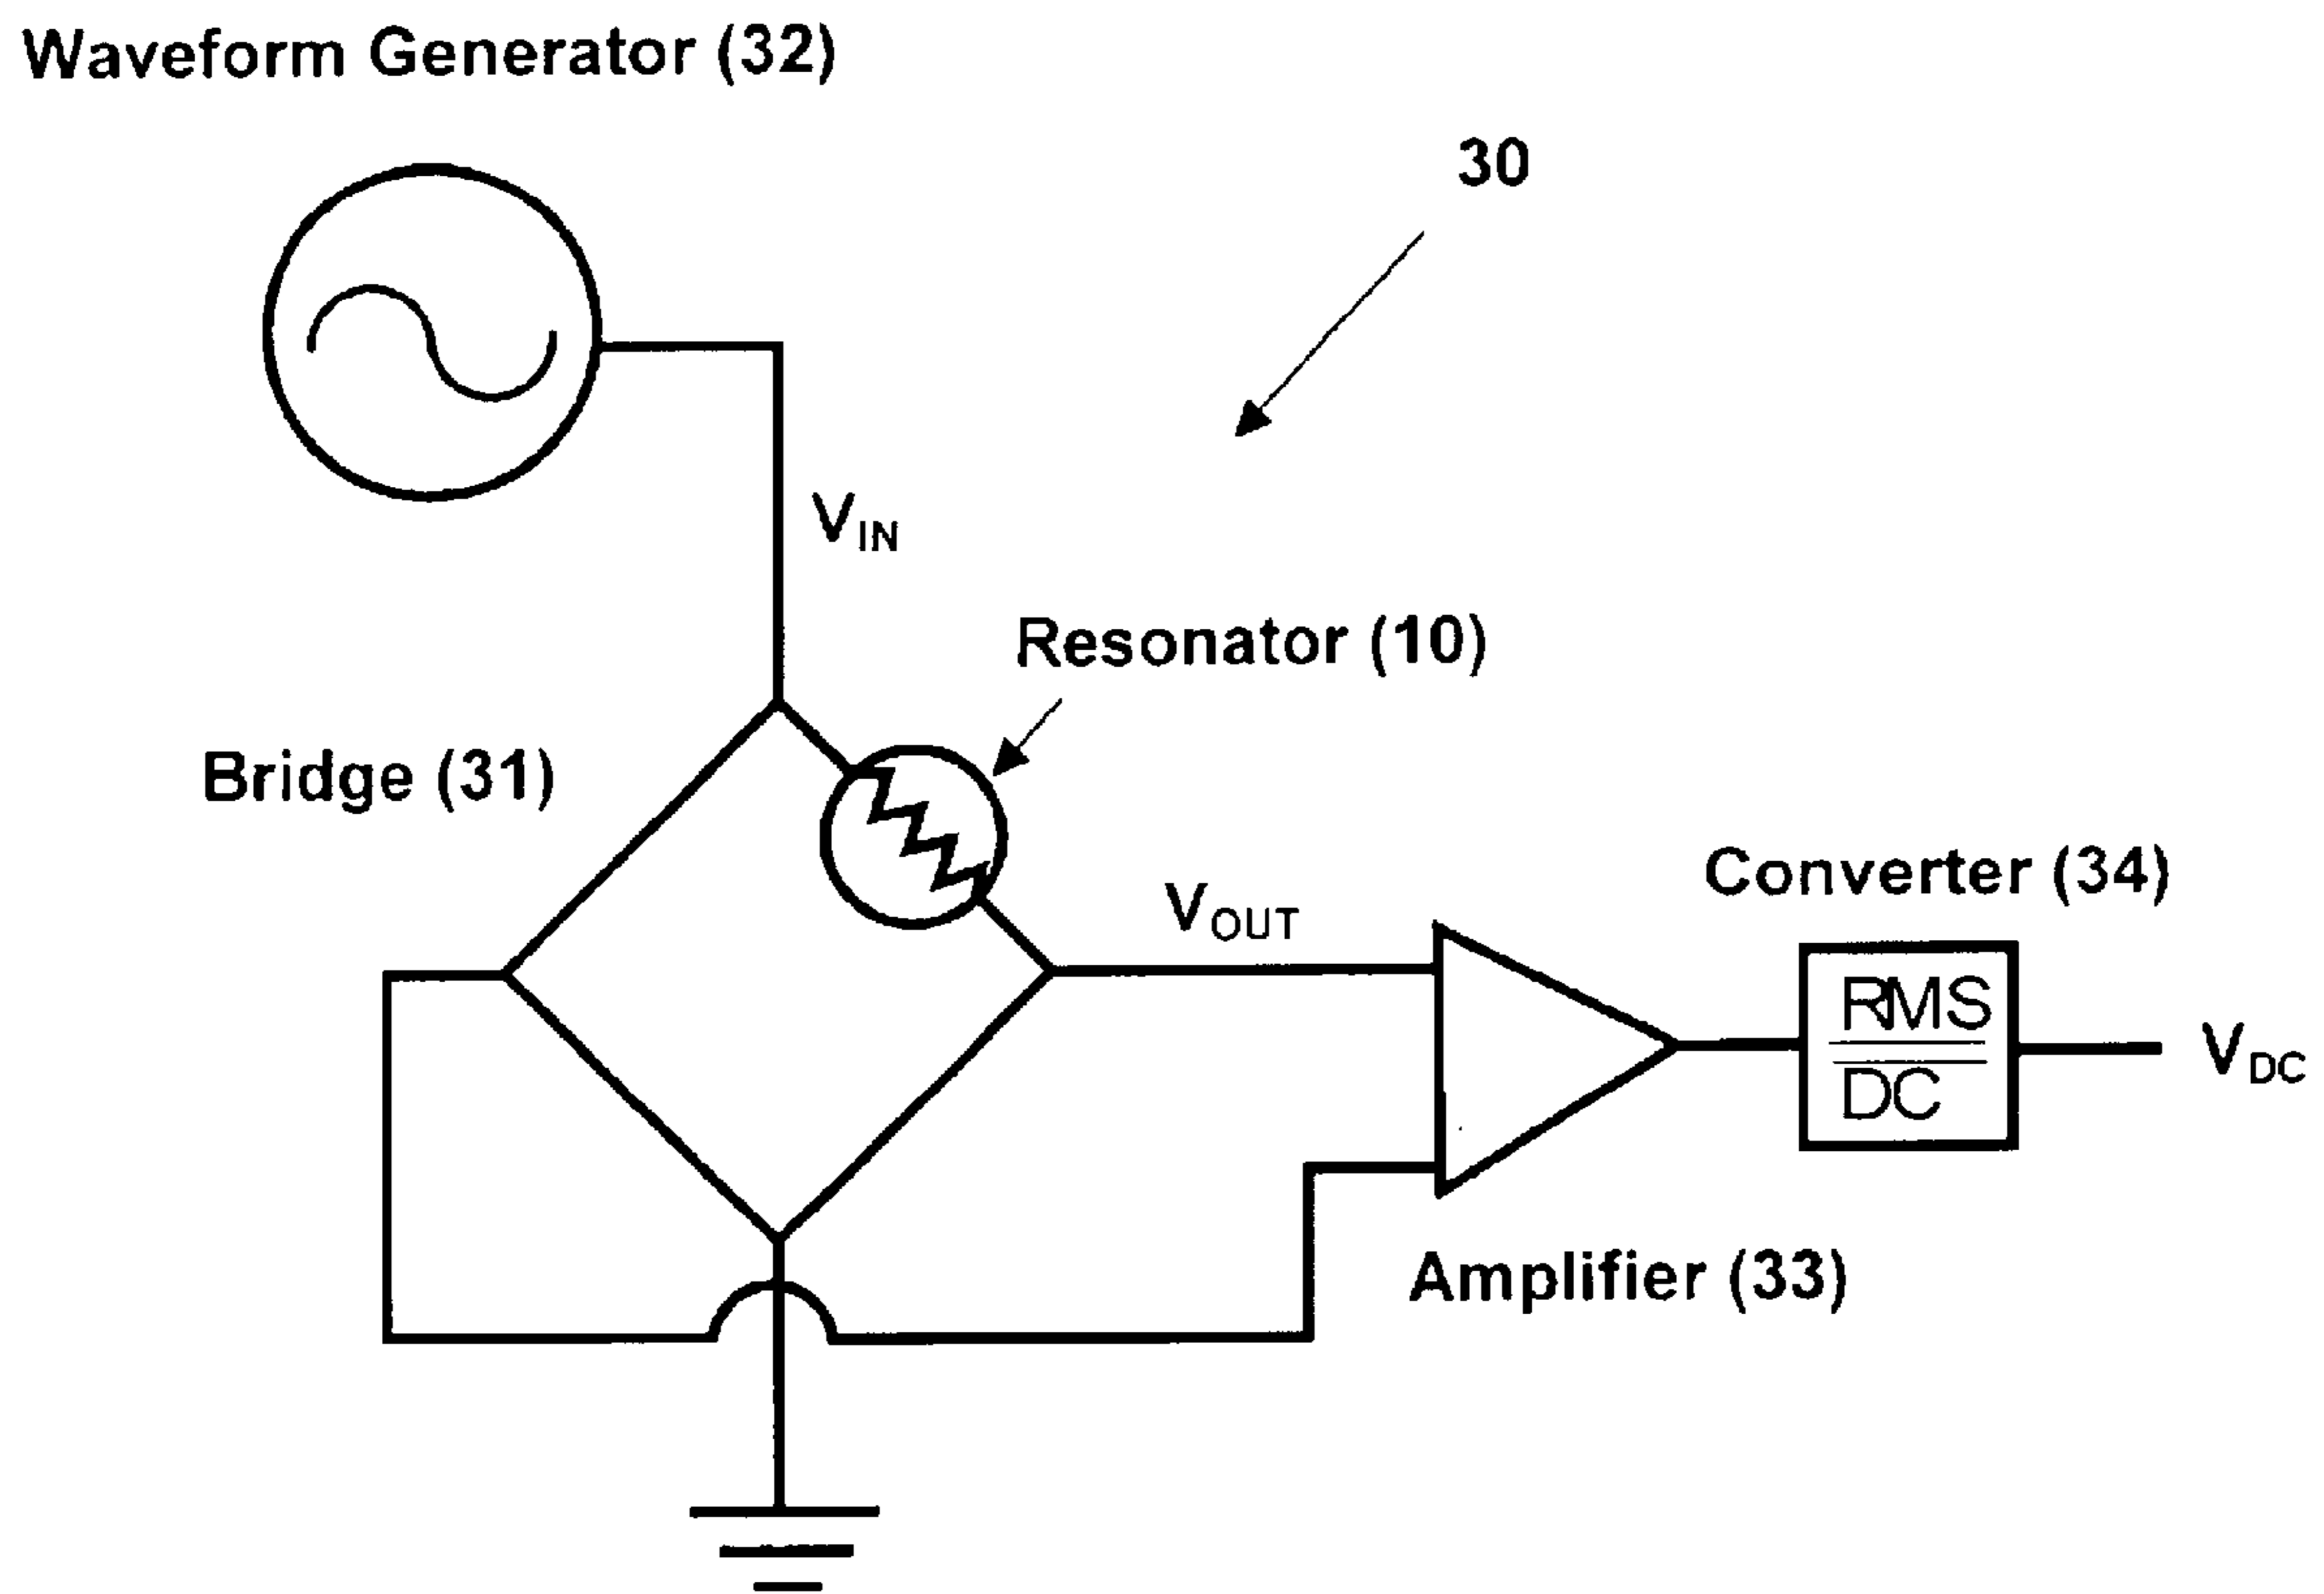 Waveform Generator (32)
30
VIN
Resonator (10)
Bridge (31)
Converter (34)
VOUT
RMS
DC
VDC
Amplifier (33)